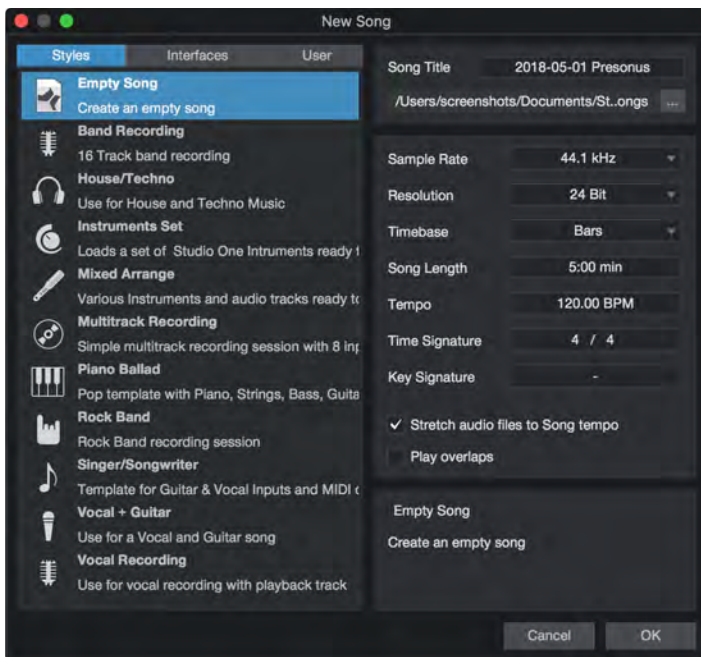 New Song
Styles Interfaces User
Empty Song
Create an empty song
Band Recording
16 Track band recording
House/Techno
Use for House and Techno Music
Instruments Set
Loads a set of Studio One Intruments ready
Mixed Arrange
Various Instruments and audio tracks ready to
Multitrack Recording
Simple multitrack recording session with 8 inp
Piano Ballad
Pop template with Piano, Strings, Bass, Guita
Rock Band
Rock Band recording session
Singer/Songwriter
Template for Guitar & Vocal Inputs and MIDI
Vocal + Guitar
Use for a Vocal and Guitar song
Vocal Recording
Use for vocal recording with playback track
Song Title 2018-05-01 Presonus
/Users/screenshots/Documents/St..ongs ...
Sample Rate 44.1 kHz
Resolution 24 Bit
Timebase Bars
Song Length 5:00 min
Tempo 120.00 BPM
Time Signature 4 / 4
Key Signature -
Stretch audio files to Song tempo
Play overlaps
Empty Song
Create an empty song
Cancel OK